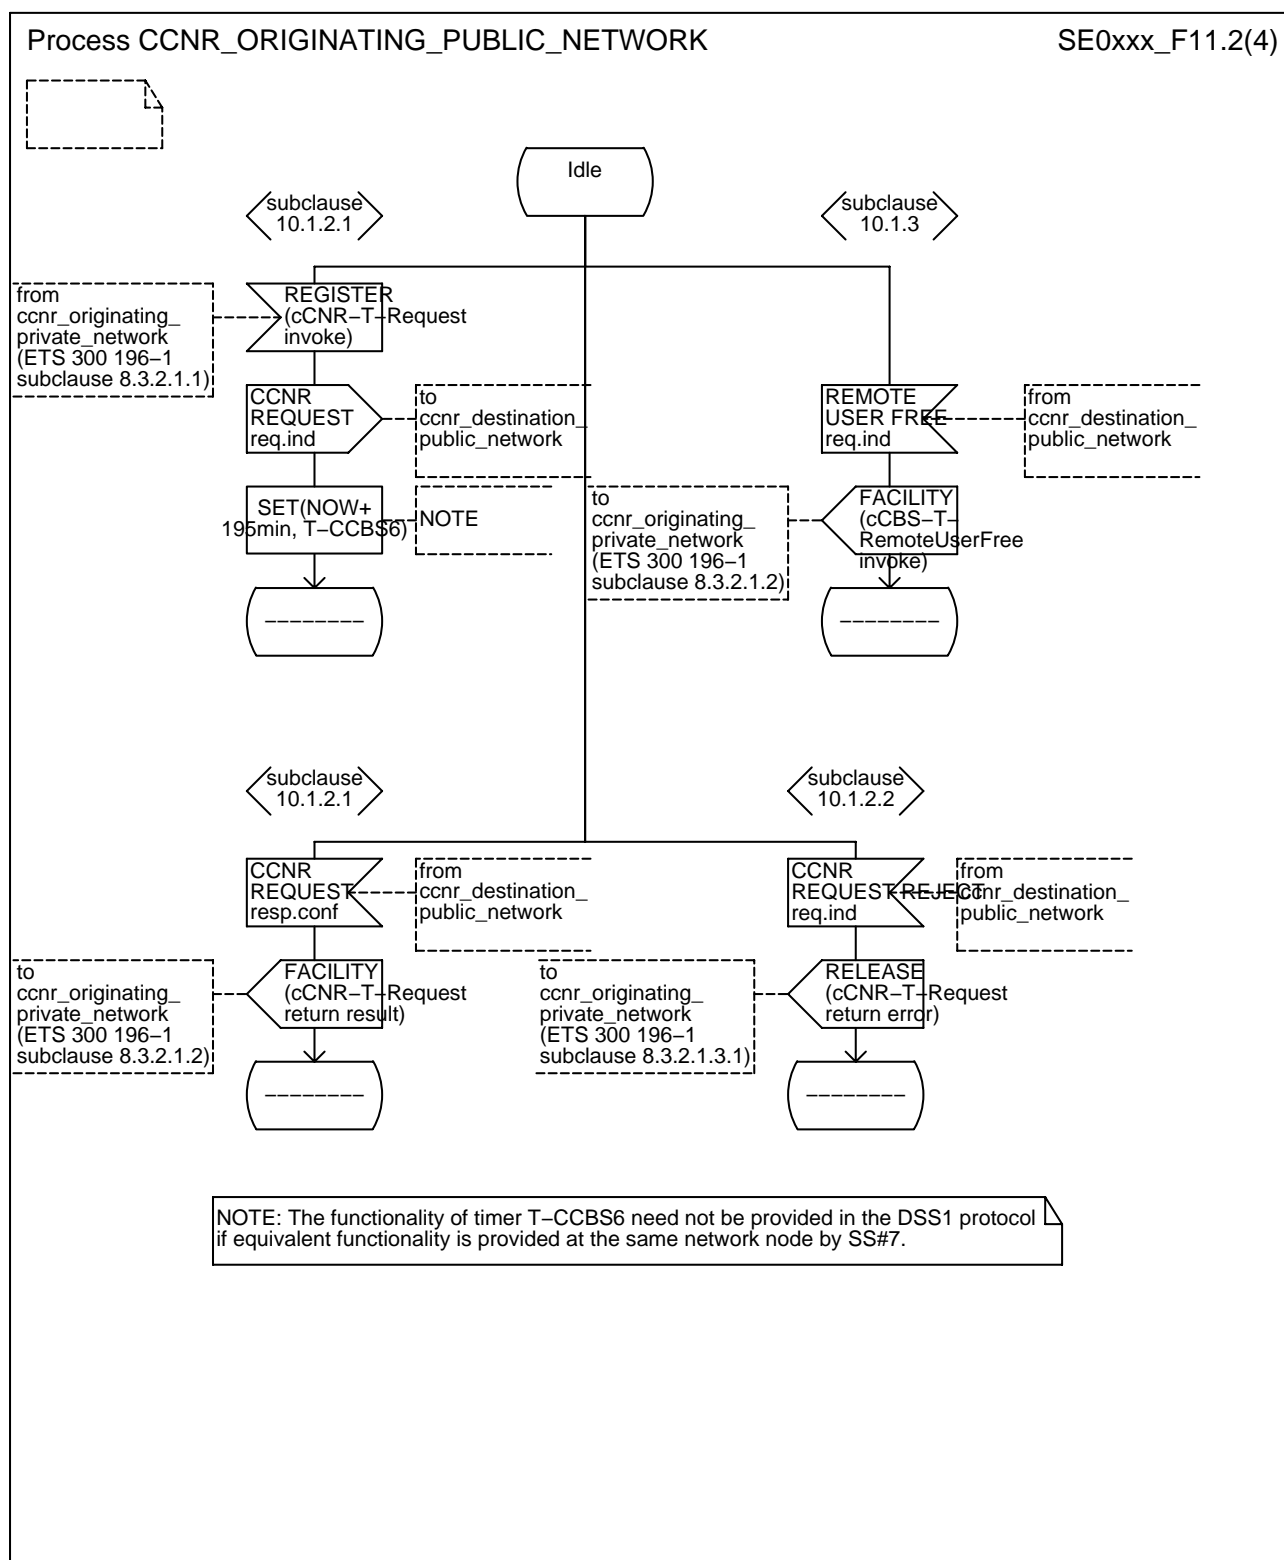 Process CCNR_ORIGINATING_PUBLIC_NETWORK
SE0xxx_F11.2(4)
Idle
subclause
10.1.2.1
subclause
10.1.3
from
ccnr_originating_
private_network
(ETS 300 196−1
subclause 8.3.2.1.1)
REGISTER
(cCNR−T−Request
invoke)
CCNR
REQUEST
req.ind
to
ccnr_destination_
public_network
REMOTE
USER FREE
req.ind
from
ccnr_destination_
public_network
SET(NOW+
195min, T−CCBS6)
NOTE
to
ccnr_originating_
private_network
(ETS 300 196−1
subclause 8.3.2.1.2)
FACILITY
(cCBS−T−
RemoteUserFree
invoke)
−−−−−−−−
−−−−−−−−
subclause
10.1.2.1
subclause
10.1.2.2
CCNR
REQUEST
resp.conf
from
ccnr_destination_
public_network
CCNR
REQUEST REJECT
req.ind
from
ccnr_destination_
public_network
to
ccnr_originating_
private_network
(ETS 300 196−1
subclause 8.3.2.1.2)
FACILITY
(cCNR−T−Request
return result)
to
ccnr_originating_
private_network
(ETS 300 196−1
subclause 8.3.2.1.3.1)
RELEASE
(cCNR−T−Request
return error)
−−−−−−−−
−−−−−−−−
NOTE: The functionality of timer T−CCBS6 need not be provided in the DSS1 protocol
if equivalent functionality is provided at the same network node by SS#7.